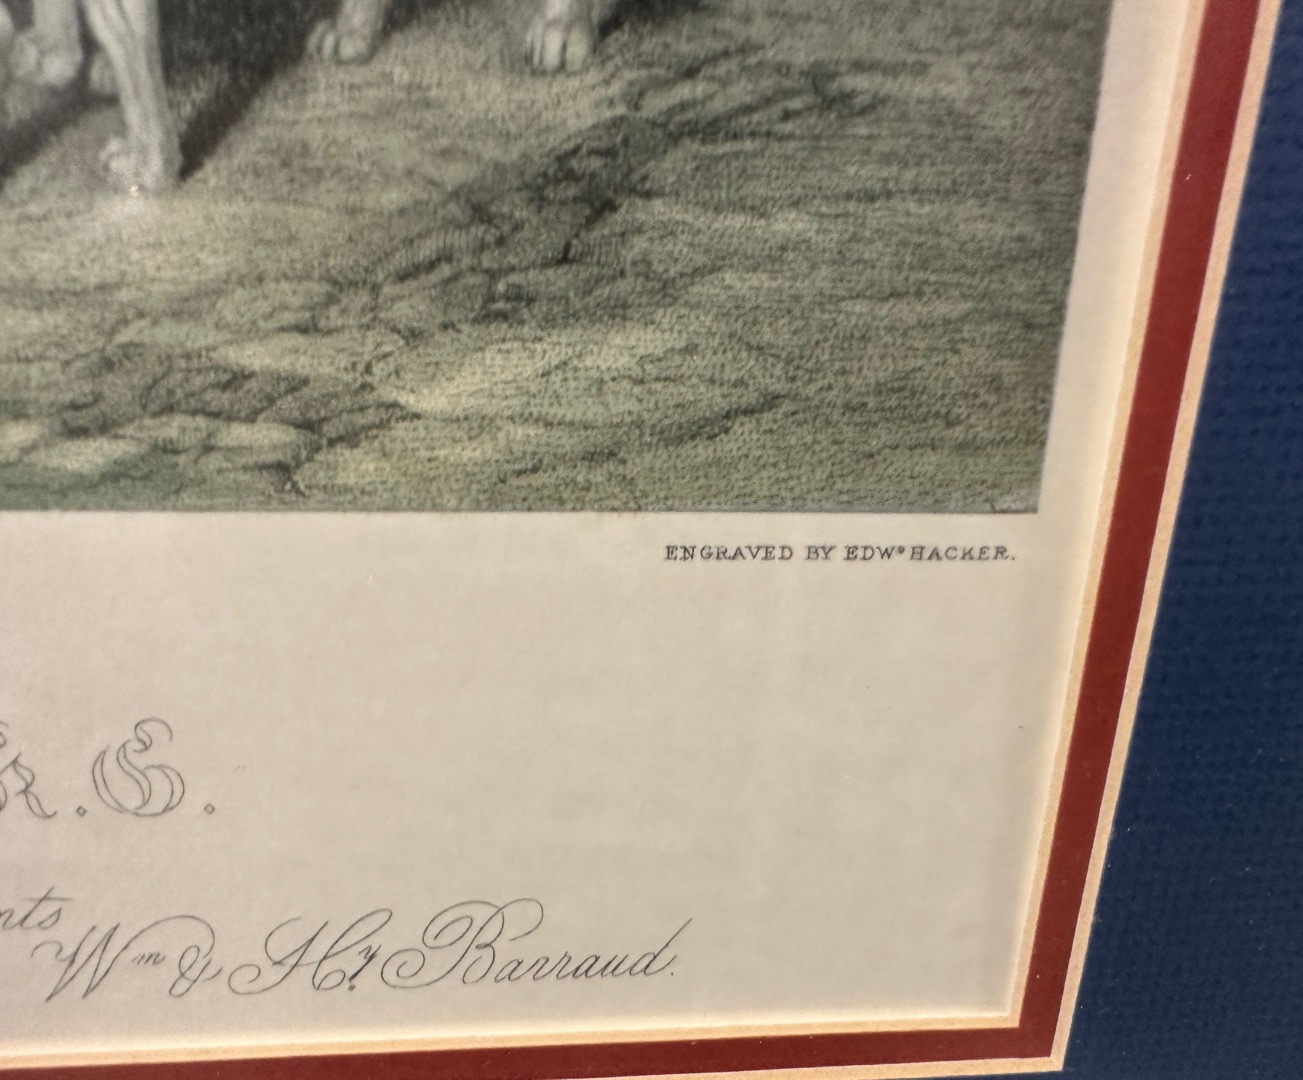 ENGRAVED BY EDWᴰ HACKER.
R.S.
nts
Wm & Hy. Barraud.